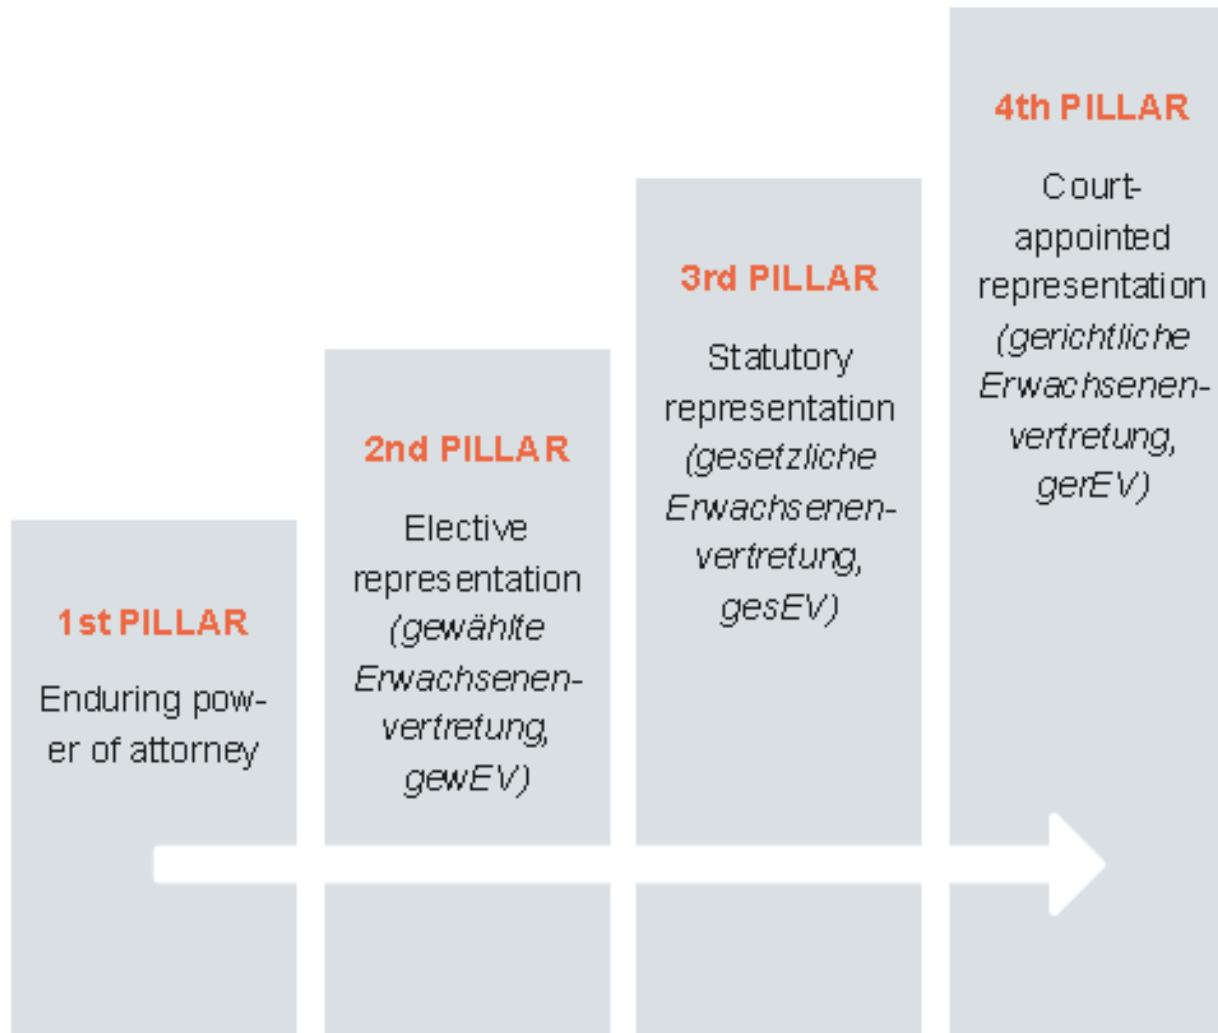 1st PILLAR
Enduring pow-
er of attorney
2nd PILLAR
Elective
representation
(gewählte
Erwachsenen-
vertretung,
gewEV)
3rd PILLAR
Statutory
representation
(gesetzliche
Erwachsenen-
vertretung,
gesEV)
4th PILLAR
Court-
appointed
representation
(gerichtliche
Erwachsenen-
vertretung,
gerEV)